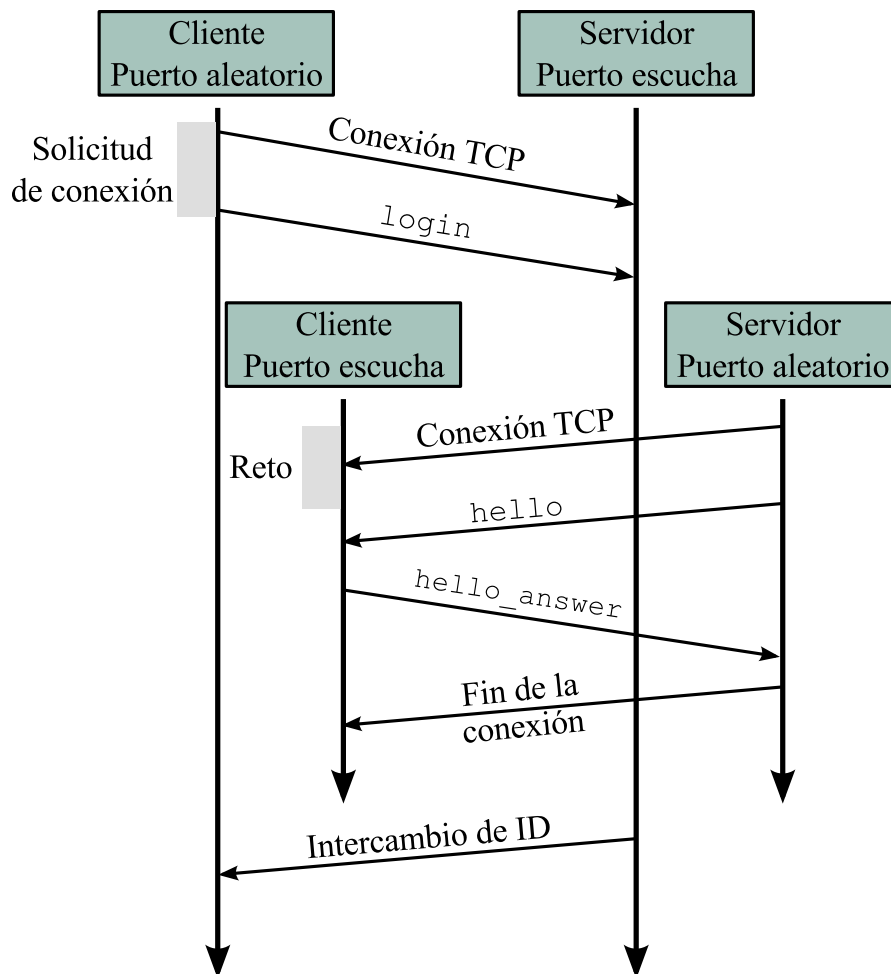 Cliente
Puerto aleatorio
Servidor
Puerto escucha
Solicitud
de conexión
Conexión TCP
login
Cliente
Puerto escucha
Servidor
Puerto aleatorio
Reto
Conexión TCP
hello
hello_answer
Fin de la
conexión
Intercambio de ID